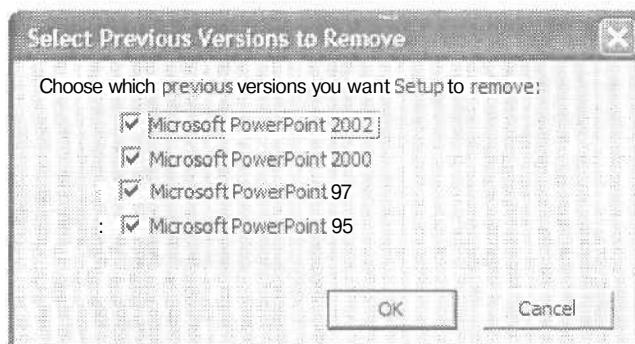 Select Previous Versions to Remove
Choose which previous versions you want Setup to remove:
Microsoft PowerPoint 2002
Microsoft PowerPoint 2000
Microsoft PowerPoint 97
: Microsoft PowerPoint 95
OK Cancel